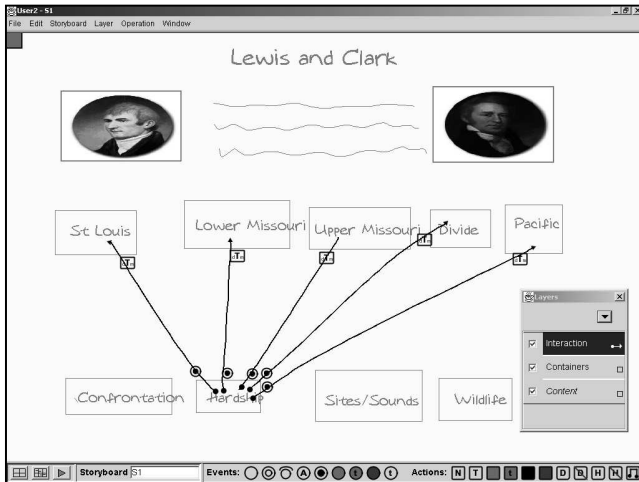 User2 - S1
File Edit Storyboard Layer Operation Window
Lewis and Clark
St Louis
Lower Missouri
Upper Missouri
Divide
Pacific
Layers
Interaction
Containers
Content
Confrontation
Hardship
Sites/Sounds
Wildlife
Storyboard S1 Events: A t t Actions: N T t D D H N